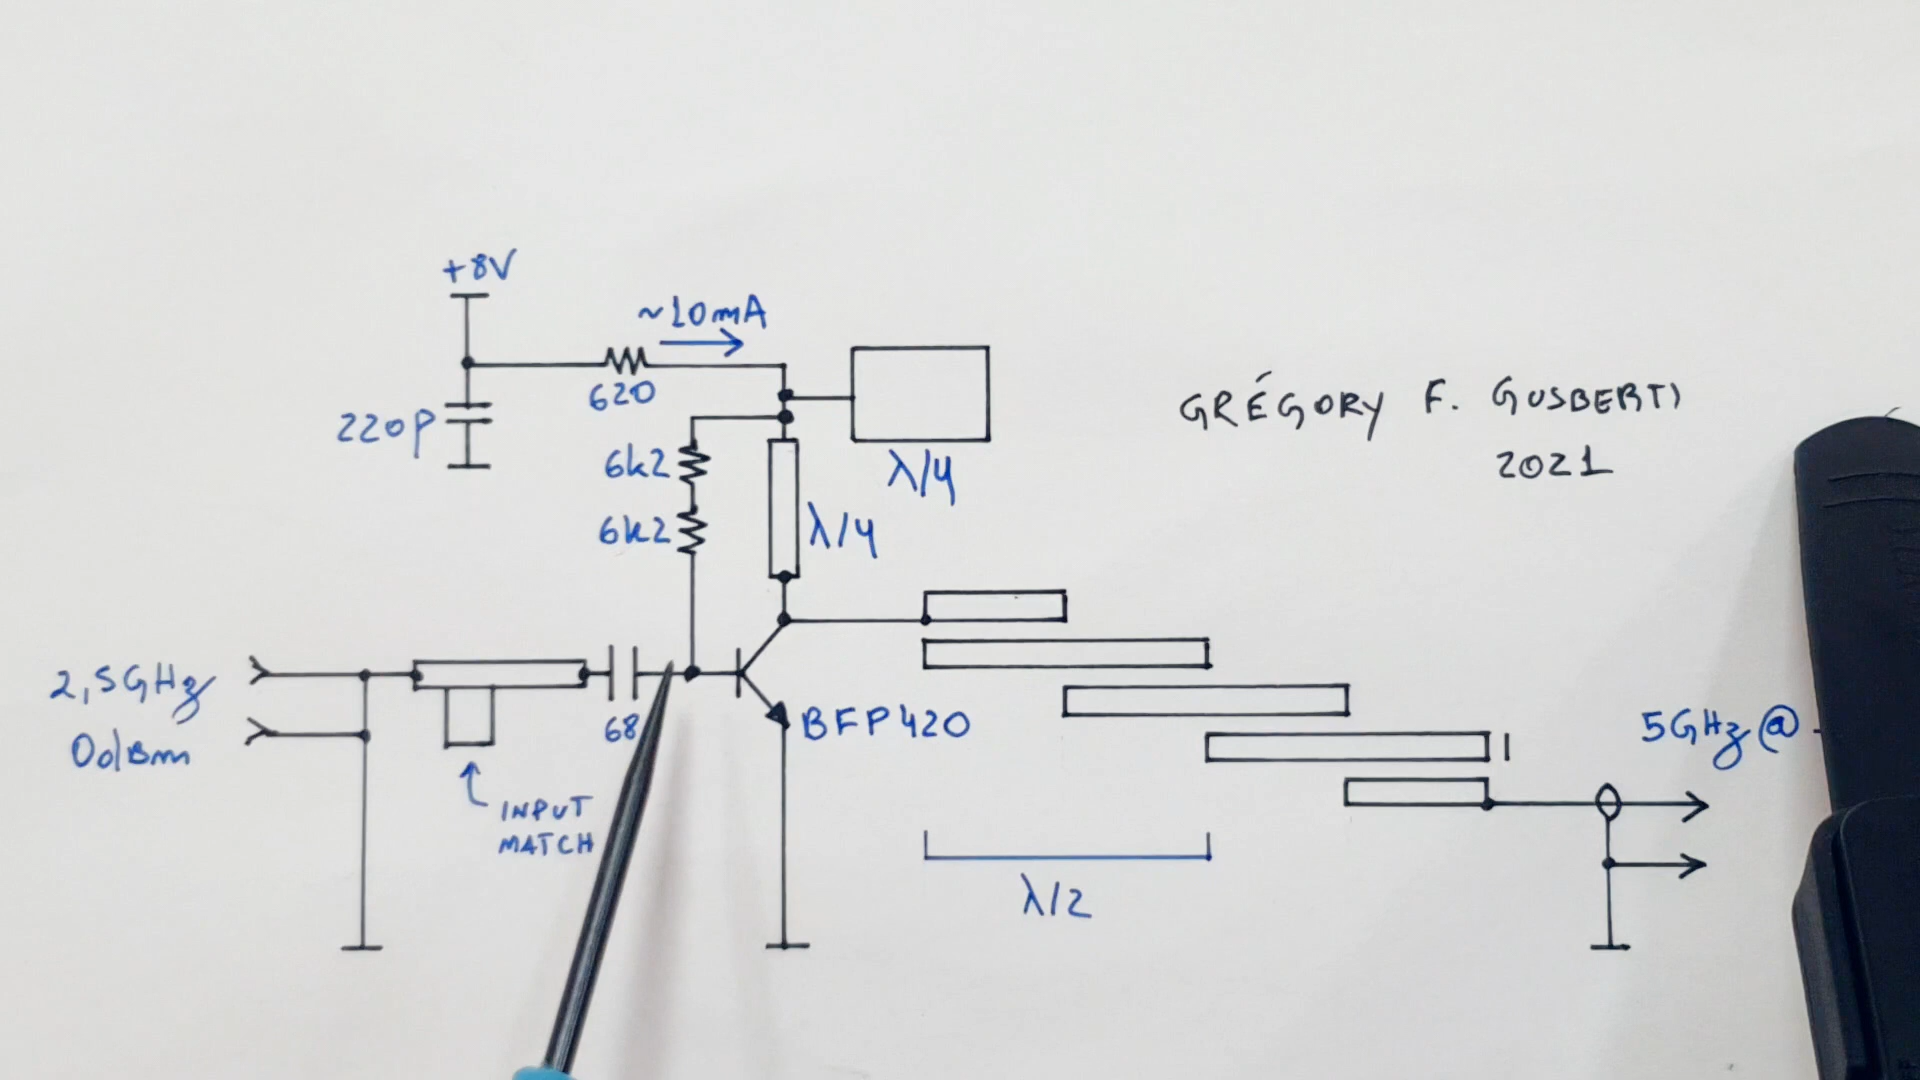 +8V
~10mA
620
220p
6k2
6k2
λ/4
λ/4
GRÉGORY F. GUSBERTI
2021
2,5GHz
0dBm
68
BFP420
INPUT
MATCH
5GHz @
λ/2